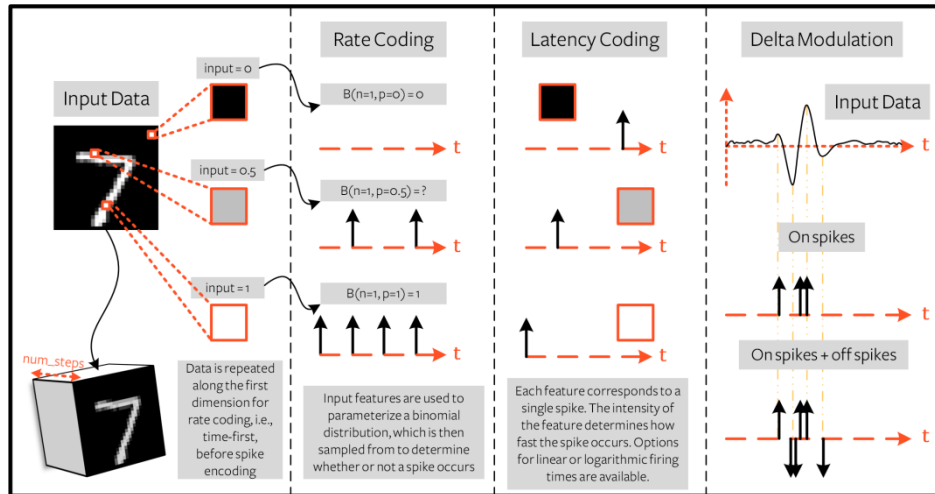 Input Data
input = 0
input = 0.5
input = 1
num_steps
Data is repeated
along the first
dimension for
rate coding, i.e.,
time-first,
before spike
encoding
Rate Coding
B(n=1, p=0) = 0
t
B(n=1, p=0.5) = ?
t
B(n=1, p=1) = 1
t
Input features are used to
parameterize a binomial
distribution, which is then
sampled from to determine
whether or not a spike occurs
Latency Coding
t
t
t
Each feature corresponds to a
single spike. The intensity of
the feature determines how
fast the spike occurs. Options
for linear or logarithmic firing
times are available.
Delta Modulation
Input Data
t
On spikes
t
On spikes + off spikes
t